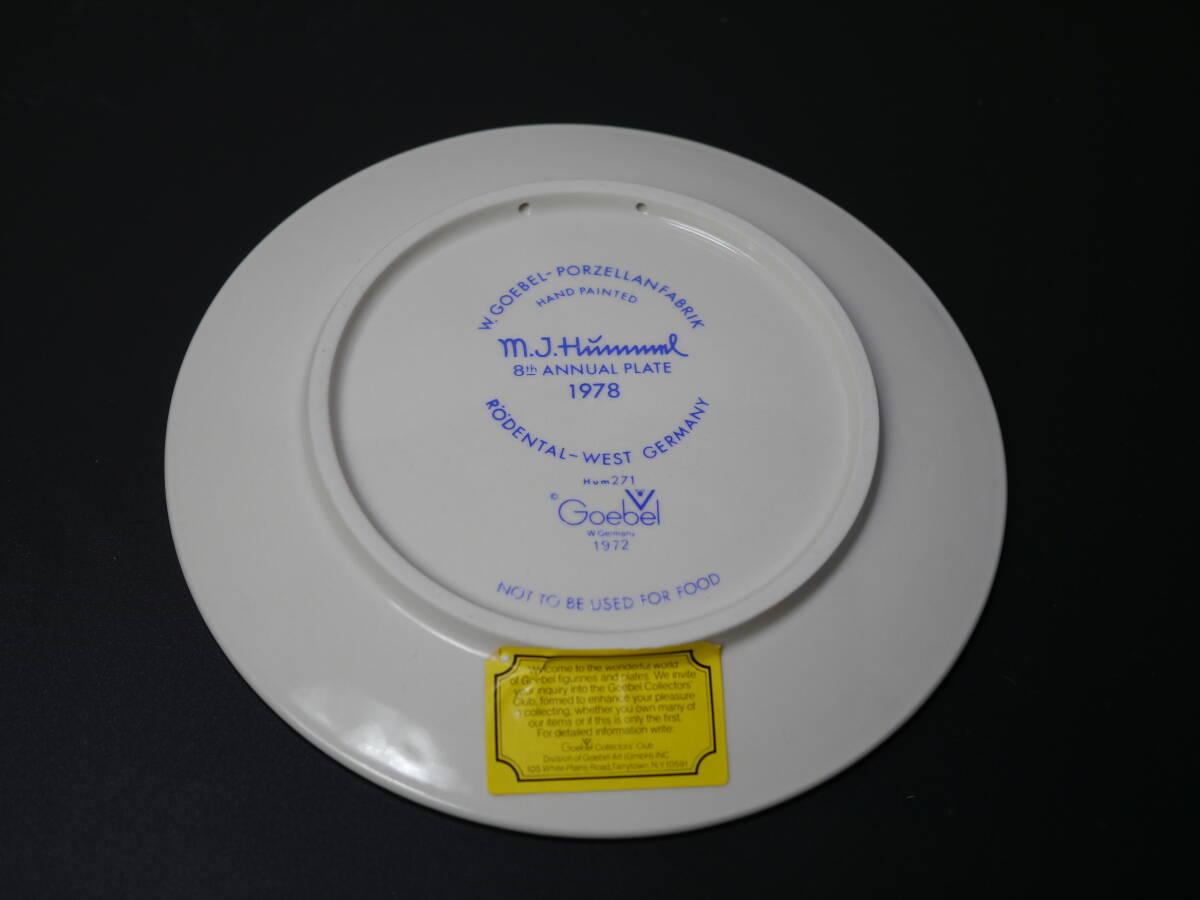 W. GOEBEL-PORZELLANFABRIK
HAND PAINTED
M.J.Hümmel
8th ANNUAL PLATE
1978
RÖDENTAL-WEST GERMANY
Hum271
© Goebel
W.Germany
1972
NOT TO BE USED FOR FOOD
Welcome to the wonderful world
of Goebel figurines and plates. We invite
your inquiry into the Goebel Collectors'
Club, formed to enhance your pleasure
in collecting, whether you own many of
our items or if this is only the first.
For detailed information write:
Goebel Collectors' Club
Division of Goebel Art (GmbH) INC.
105 White Plains Road, Tarrytown, N.Y. 10591